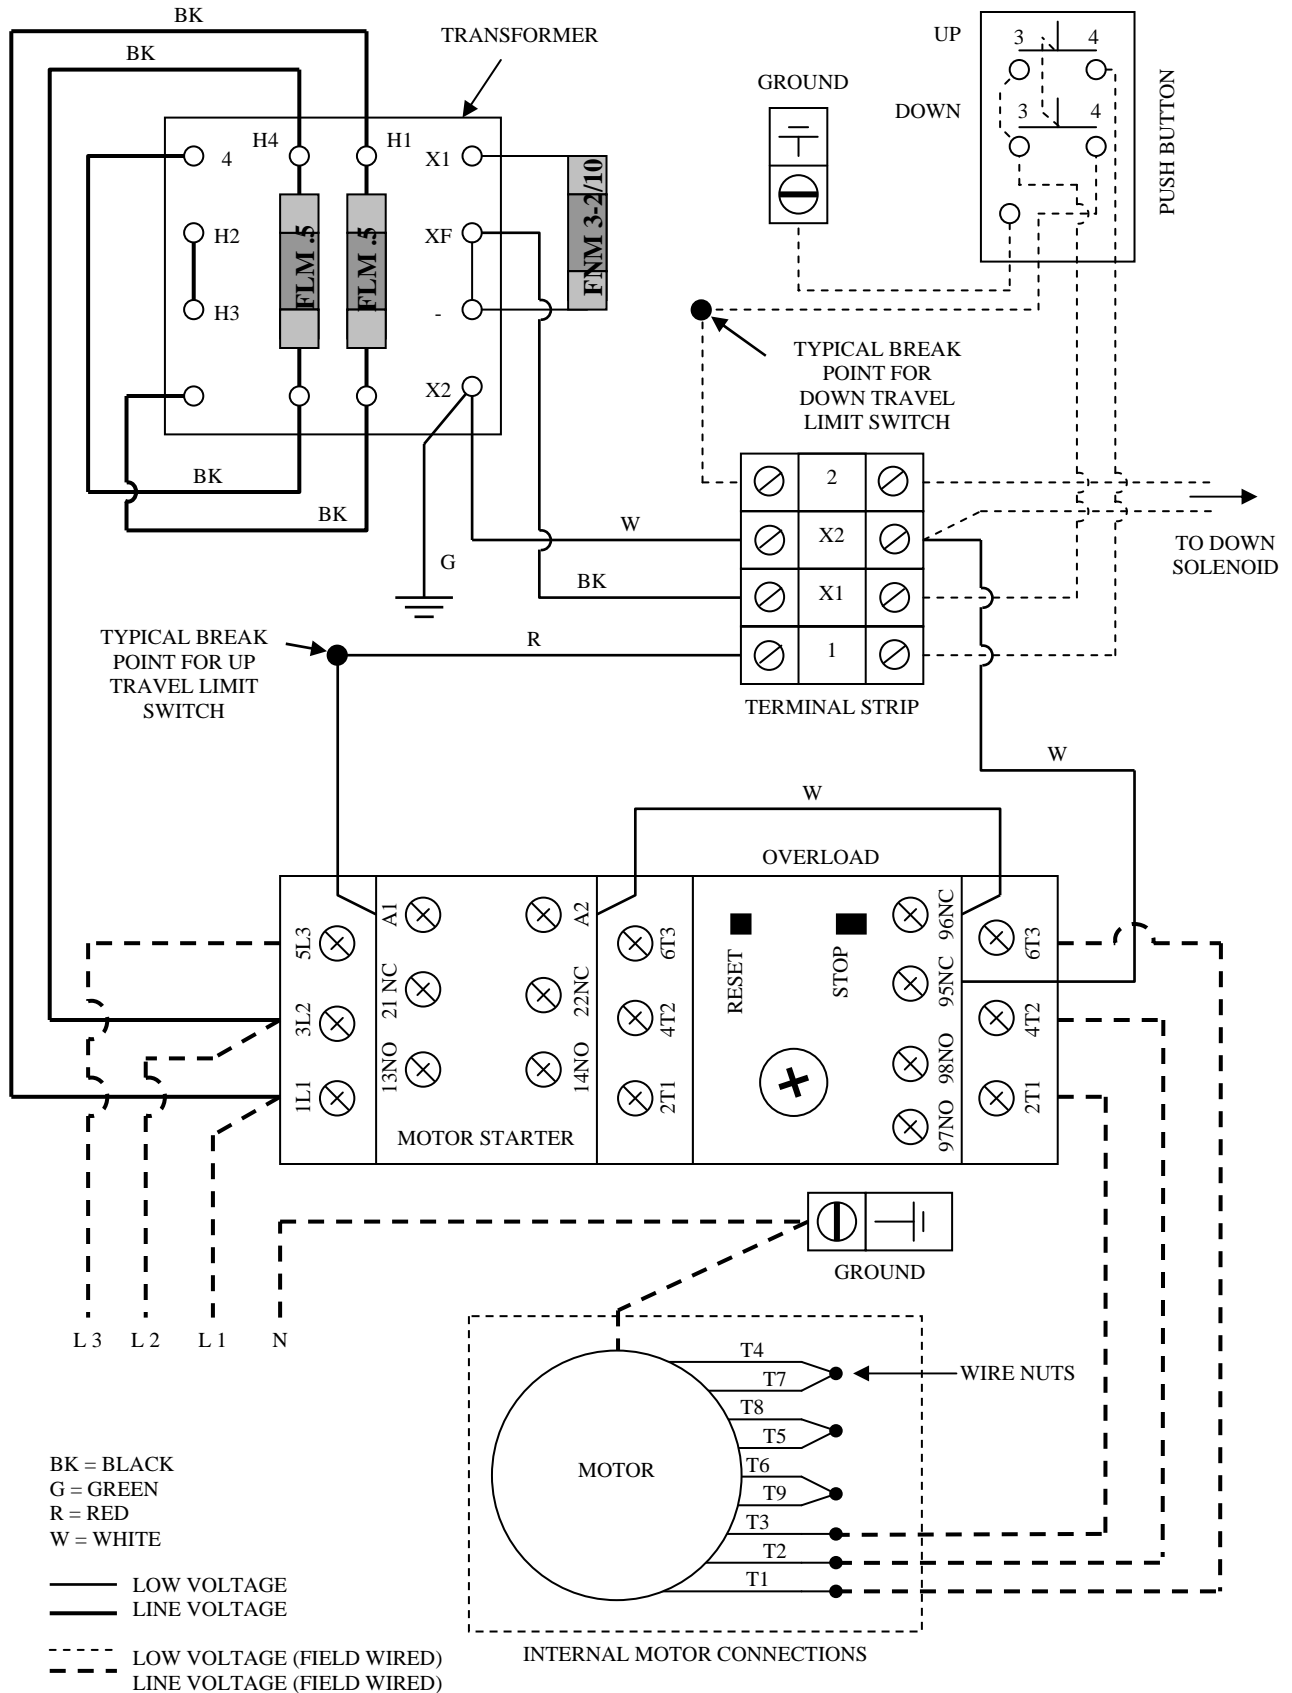 BK
BK
TRANSFORMER
GROUND
UP
3
4
DOWN
3
4
PUSH BUTTON
H4
H1
4
X1
H2
XF
H3
-
X2
FLM .5
FLM .5
FNM 3-2/10
TYPICAL BREAK
POINT FOR
DOWN TRAVEL
LIMIT SWITCH
BK
BK
G
W
BK
R
2
X2
X1
1
TERMINAL STRIP
TO DOWN
SOLENOID
TYPICAL BREAK
POINT FOR UP
TRAVEL LIMIT
SWITCH
W
W
OVERLOAD
5L3
3L2
1L1
A1
21 NC
13NO
A2
22NC
14NO
6T3
4T2
2T1
MOTOR STARTER
RESET
STOP
96NC
95NC
98NO
97NO
6T3
4T2
2T1
GROUND
L 3
L 2
L 1
N
T4
T7
T8
T5
T6
T9
T3
T2
T1
WIRE NUTS
MOTOR
INTERNAL MOTOR CONNECTIONS
BK = BLACK
G = GREEN
R = RED
W = WHITE
LOW VOLTAGE
LINE VOLTAGE
LOW VOLTAGE (FIELD WIRED)
LINE VOLTAGE (FIELD WIRED)